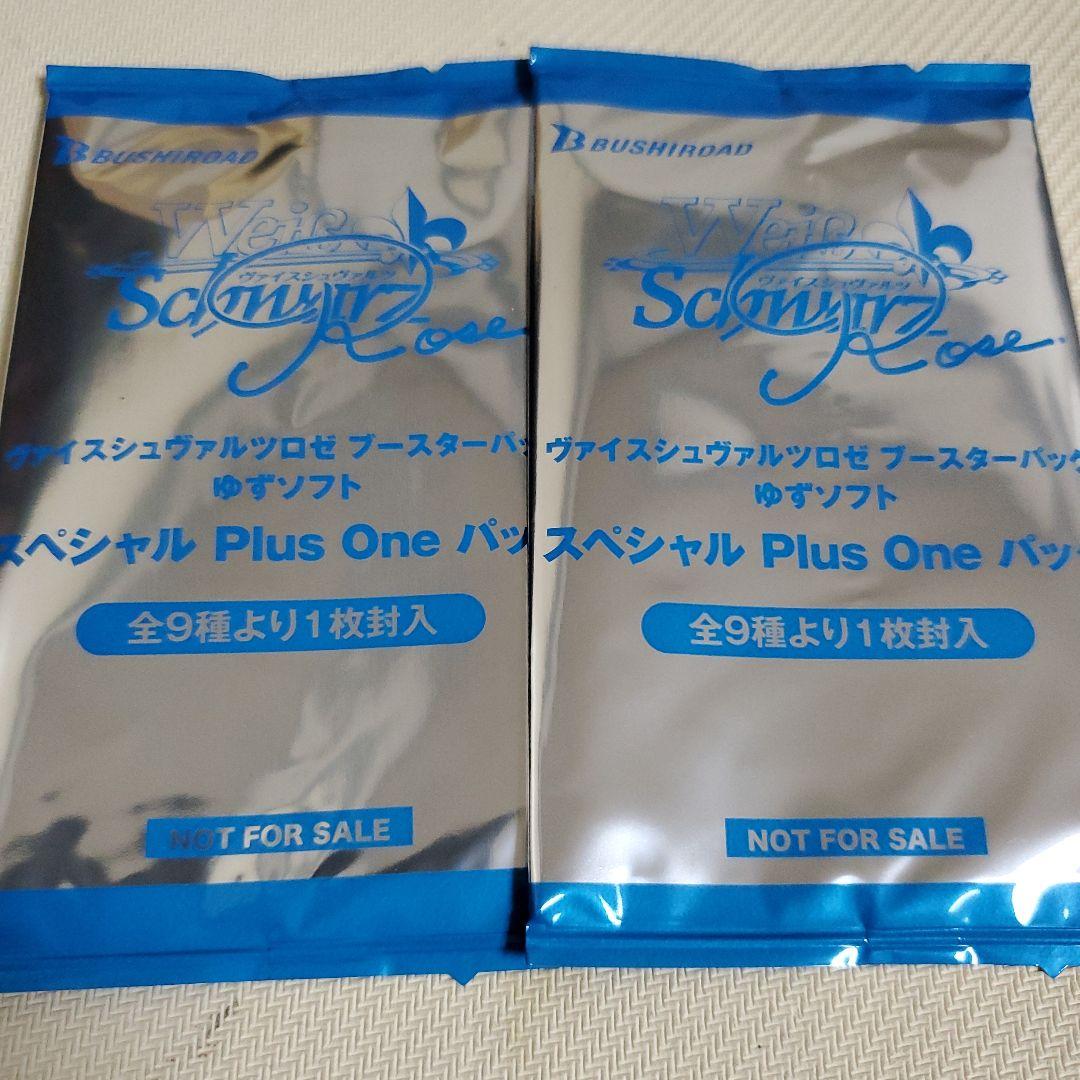 BUSHIROAD
Weiß
ヴァイスシュヴァルツ
Schwarz
Rose
ヴァイスシュヴァルツロゼ ブースターパッ
ゆずソフト
スペシャル Plus One パッ
全9種より1枚封入
NOT FOR SALE
BUSHIROAD
Weiß
ヴァイスシュヴァルツ
Schwarz
Rose
ヴァイスシュヴァルツロゼ ブースターパック
ゆずソフト
スペシャル Plus One パッ
全9種より1枚封入
NOT FOR SALE